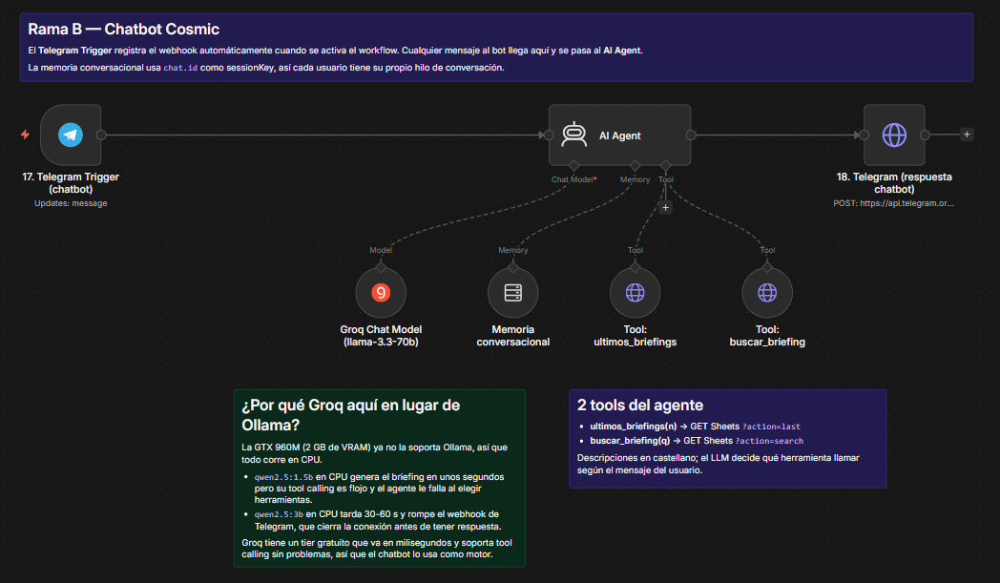 Rama B — Chatbot Cosmic
El Telegram Trigger registra el webhook automáticamente cuando se activa el workflow. Cualquier mensaje al bot llega aquí y se pasa al AI Agent.
La memoria conversacional usa chat.id como sessionKey, así cada usuario tiene su propio hilo de conversación.
17. Telegram Trigger
(chatbot)
Updates: message
AI Agent
Chat Model*
Memory
Tool
18. Telegram (respuesta
chatbot)
POST: https://api.telegram.or...
Model
Memory
Tool
Tool
Groq Chat Model
(llama-3.3-70b)
Memoria
conversacional
Tool:
ultimos_briefings
Tool:
buscar_briefing
¿Por qué Groq aquí en lugar de
Ollama?
La GTX 960M (2 GB de VRAM) ya no la soporta Ollama, así que
todo corre en CPU.
• qwen2.5:1.5b en CPU genera el briefing en unos segundos
pero su tool calling es flojo y el agente le falla al elegir
herramientas.
• qwen2.5:3b en CPU tarda 30-60 s y rompe el webhook de
Telegram, que cierra la conexión antes de tener respuesta.
Groq tiene un tier gratuito que va en milisegundos y soporta tool
calling sin problemas, así que el chatbot lo usa como motor.
2 tools del agente
• ultimos_briefings(n) → GET Sheets ?action=last
• buscar_briefing(q) → GET Sheets ?action=search
Descripciones en castellano; el LLM decide qué herramienta llamar
según el mensaje del usuario.